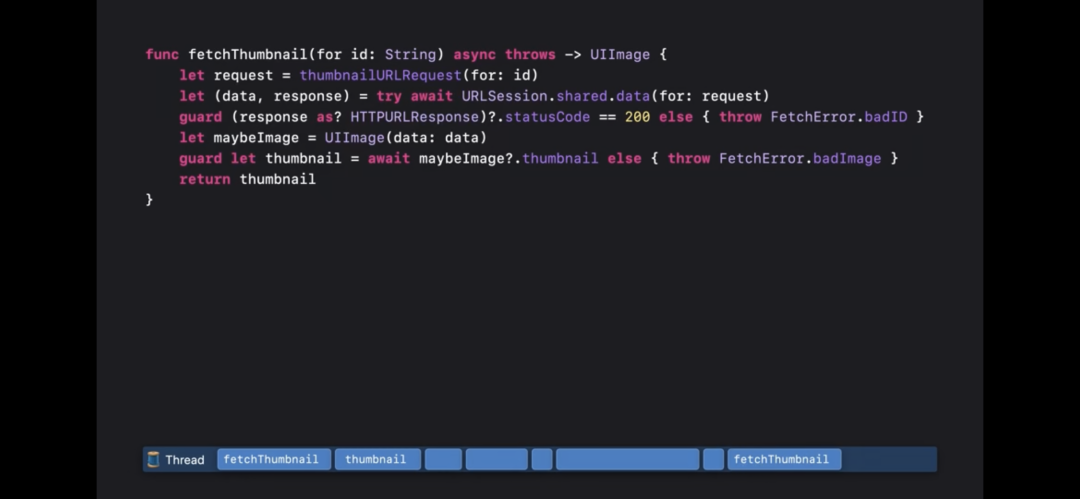 func fetchThumbnail(for id: String) async throws -> UIImage {
    let request = thumbnailURLRequest(for: id)
    let (data, response) = try await URLSession.shared.data(for: request)
    guard (response as? HTTPURLResponse)?.statusCode == 200 else { throw FetchError.badID }
    let maybeImage = UIImage(data: data)
    guard let thumbnail = await maybeImage?.thumbnail else { throw FetchError.badImage }
    return thumbnail
}
Thread fetchThumbnail thumbnail fetchThumbnail